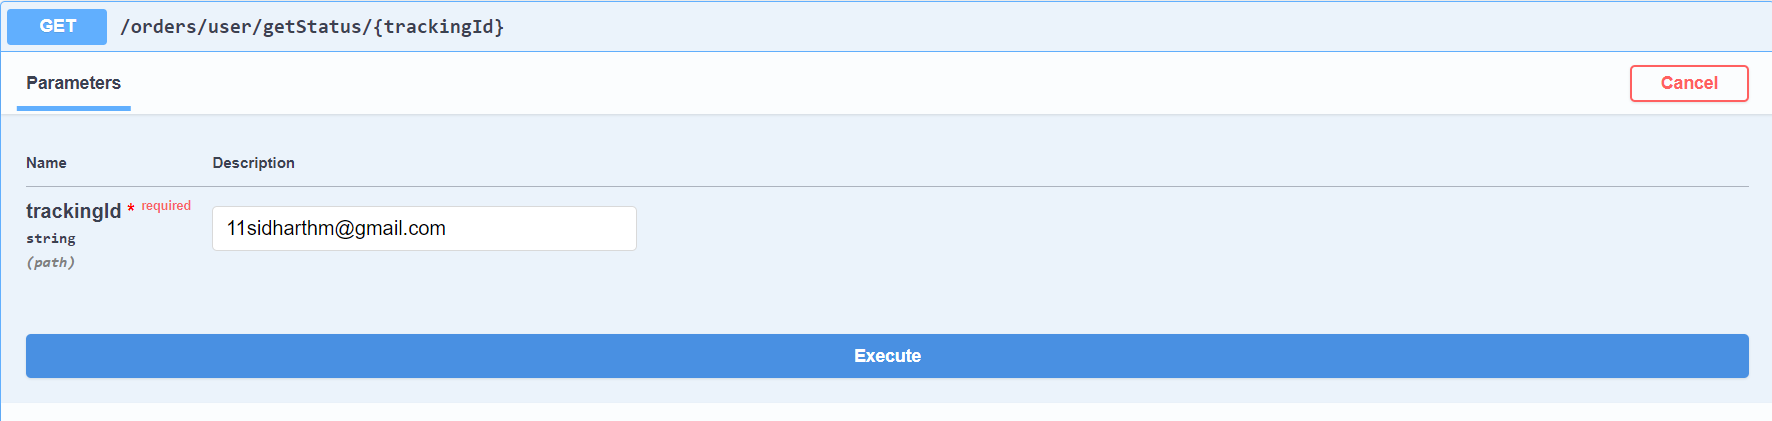 GET /orders/user/getStatus/{trackingId}
Parameters
Cancel
Name Description
trackingId * required
string
(path)
11sidharthm@gmail.com
Execute